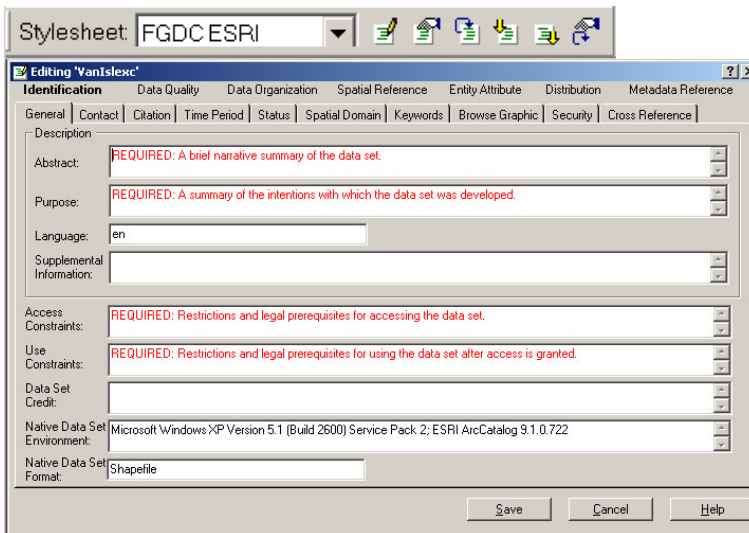 Stylesheet: FGDC ESRI
Editing 'VanIslexc'
Identification Data Quality Data Organization Spatial Reference Entity Attribute Distribution Metadata Reference
General Contact Citation Time Period Status Spatial Domain Keywords Browse Graphic Security Cross Reference
Description
Abstract: REQUIRED: A brief narrative summary of the data set.
Purpose: REQUIRED: A summary of the intentions with which the data set was developed.
Language: en
Supplemental
Information:
Access
Constraints: REQUIRED: Restrictions and legal prerequisites for accessing the data set.
Use
Constraints: REQUIRED: Restrictions and legal prerequisites for using the data set after access is granted.
Data Set
Credit:
Native Data Set
Environment: Microsoft Windows XP Version 5.1 (Build 2600) Service Pack 2; ESRI ArcCatalog 9.1.0.722
Native Data Set
Format: Shapefile
Save Cancel Help